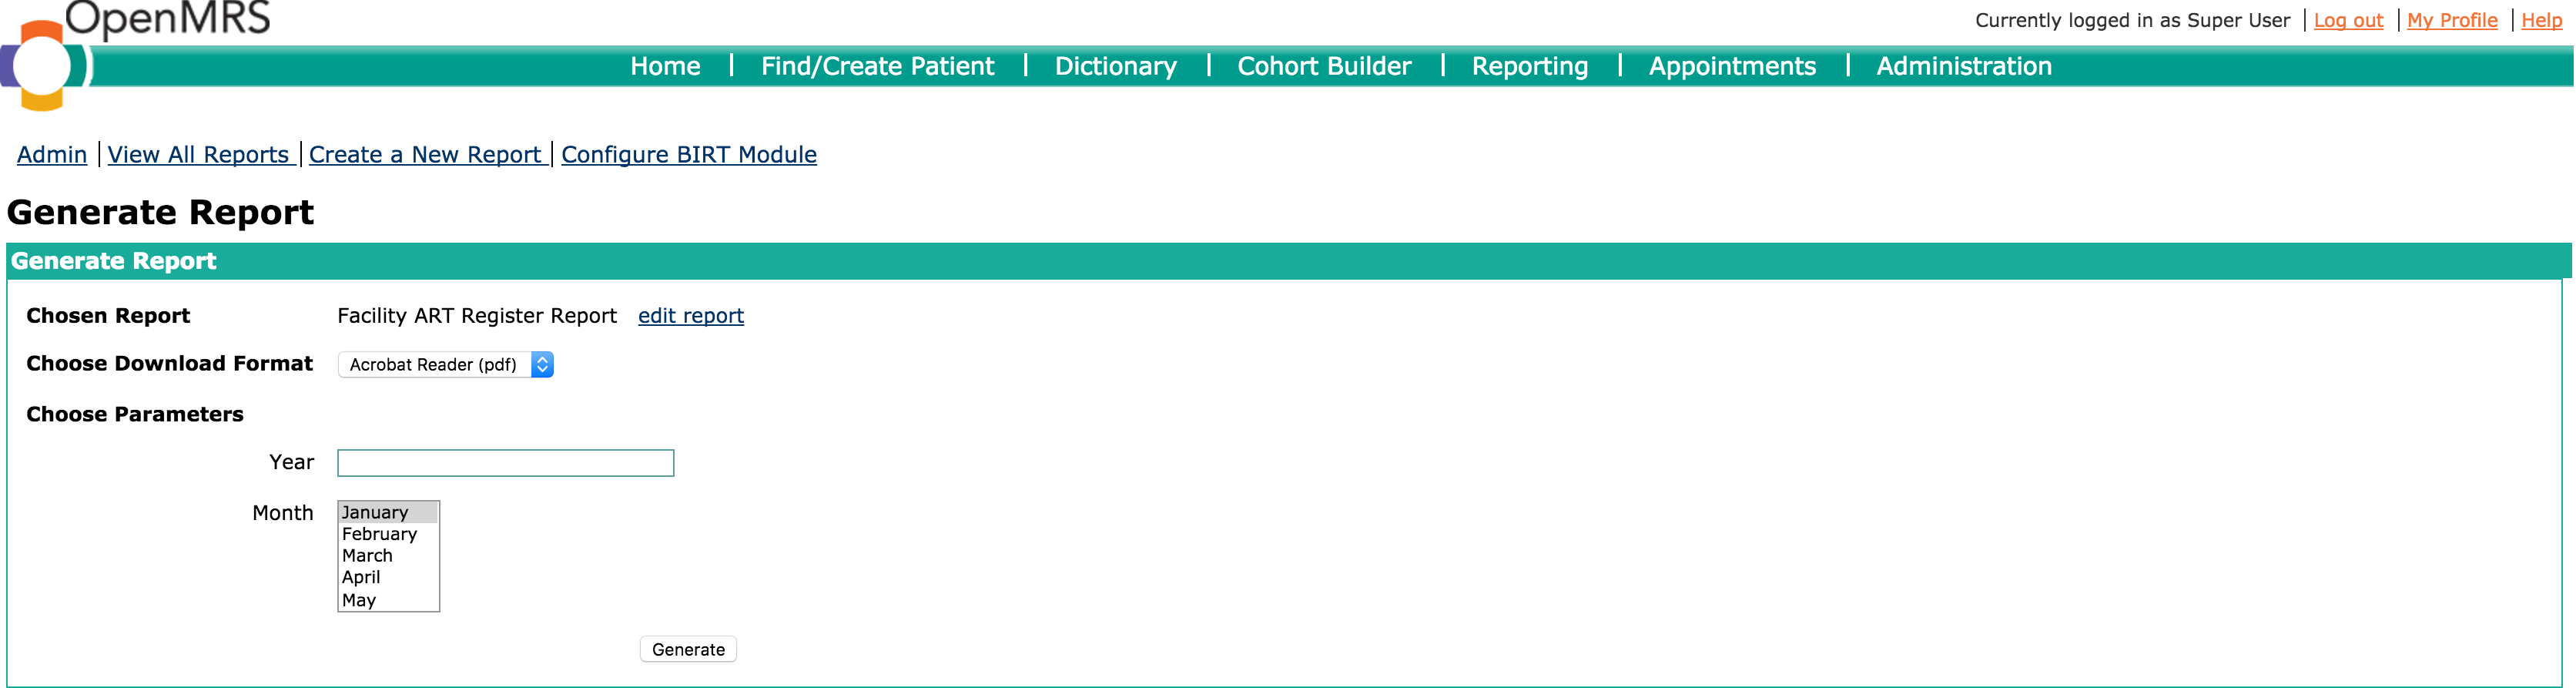 OpenMRS
Currently logged in as Super User | Log out | My Profile | Help
Home | Find/Create Patient | Dictionary | Cohort Builder | Reporting | Appointments | Administration
Admin | View All Reports | Create a New Report | Configure BIRT Module
Generate Report
Generate Report
Chosen Report Facility ART Register Report edit report
Choose Download Format Acrobat Reader (pdf)
Choose Parameters
Year
Month January
February
March
April
May
Generate